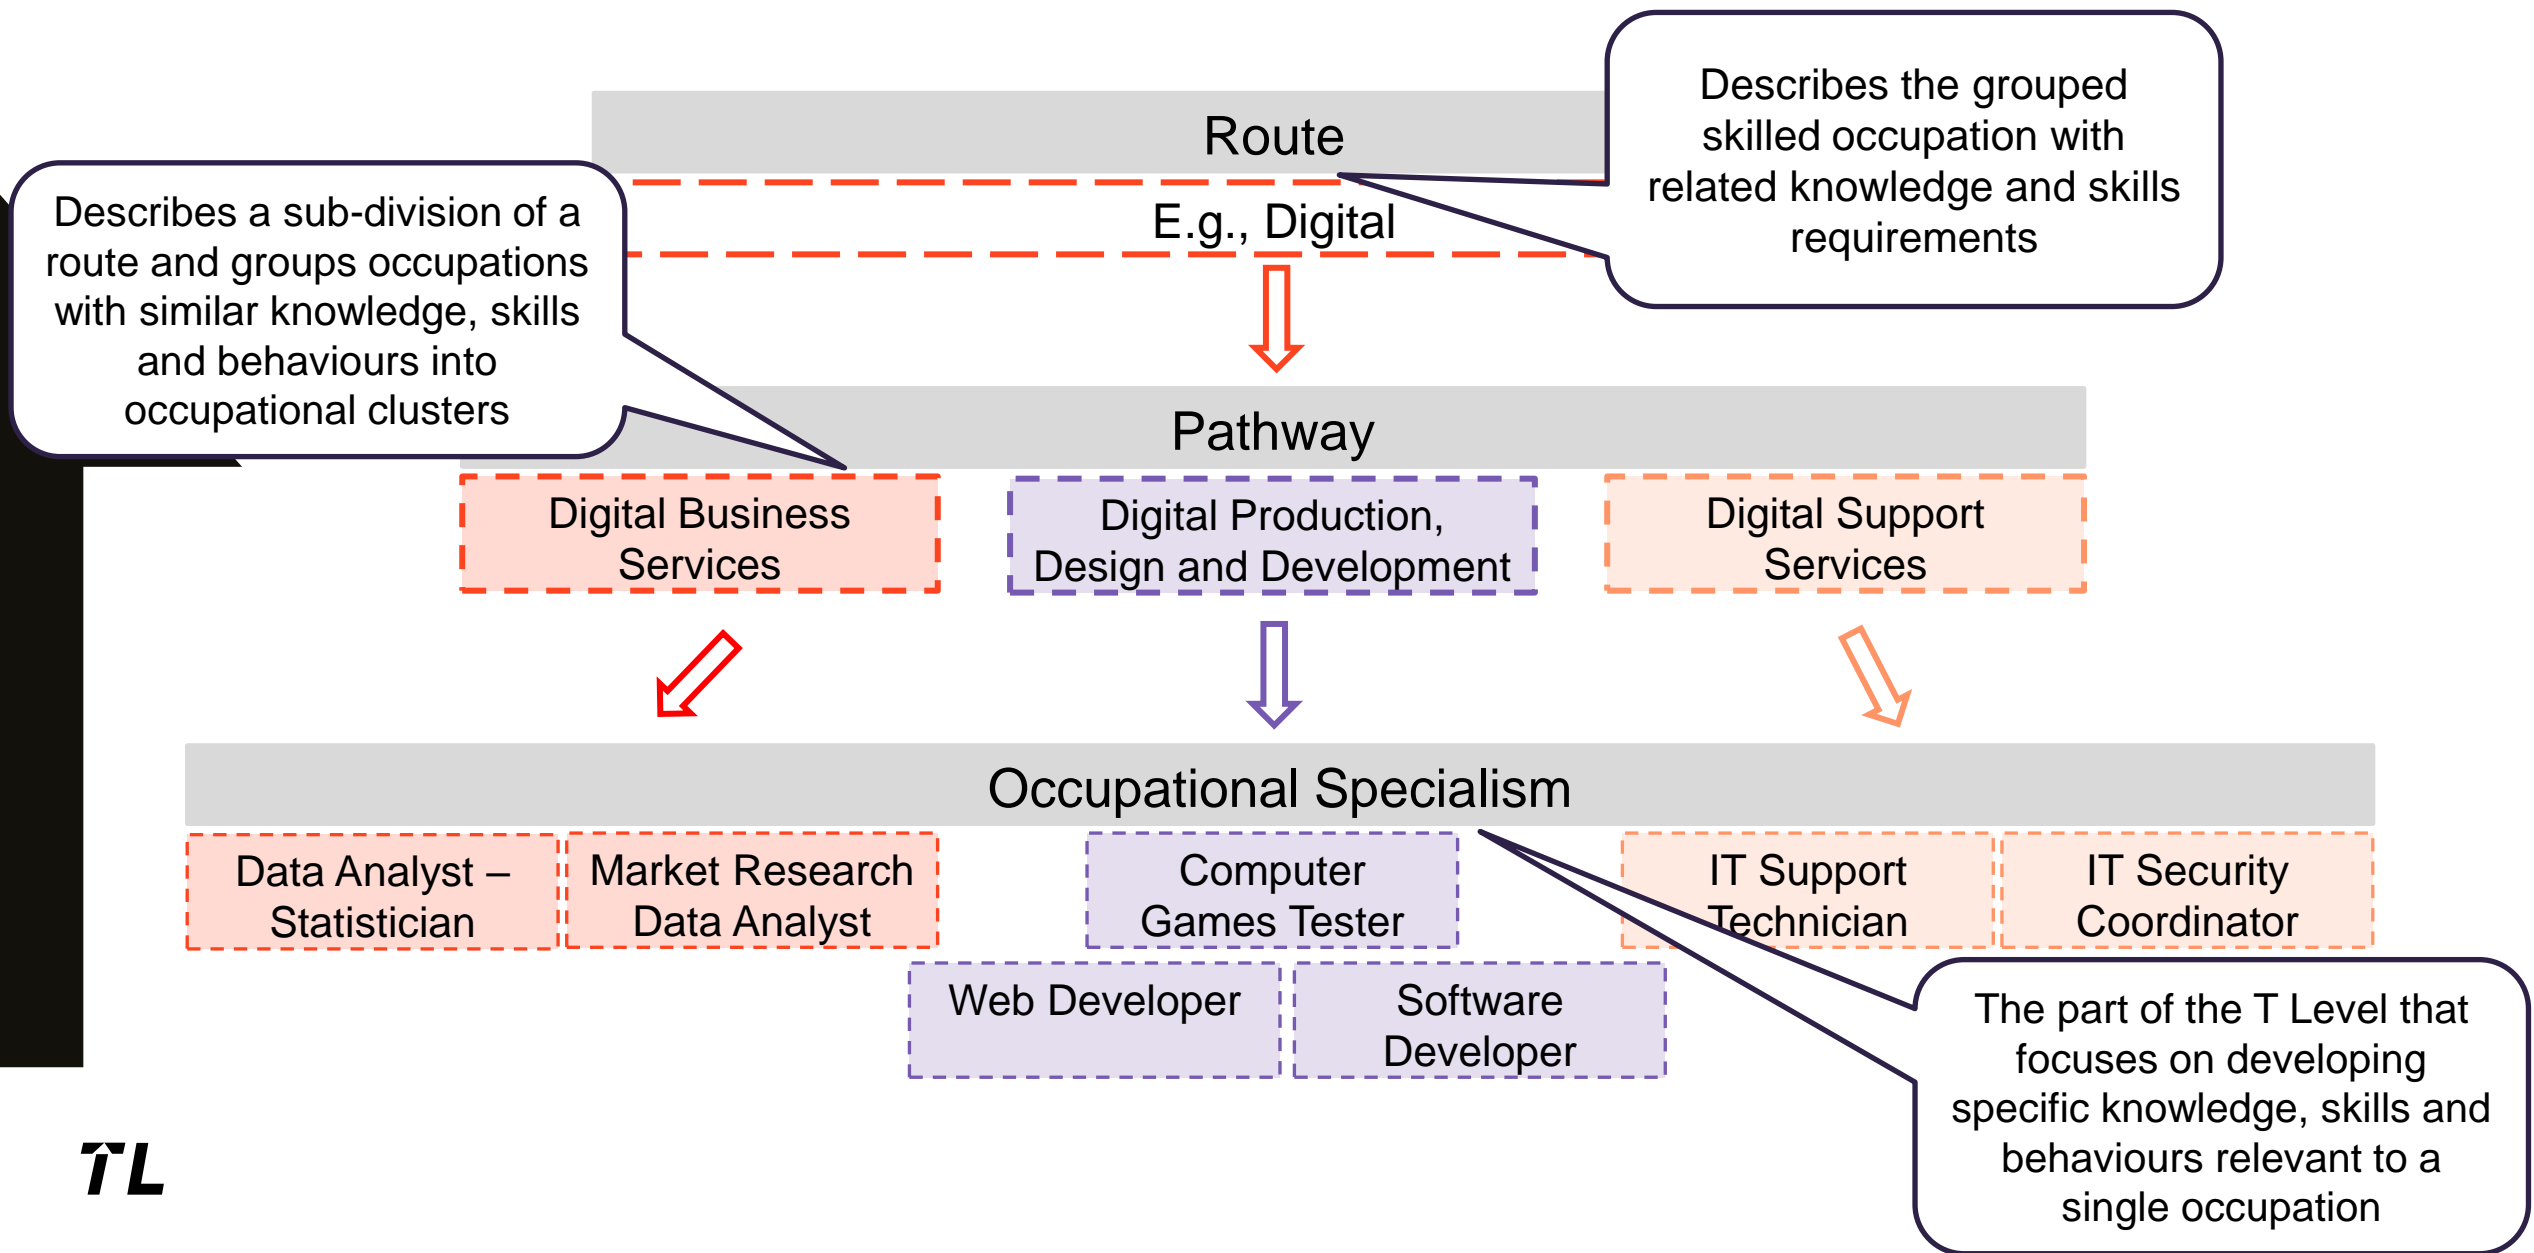 Route
E.g., Digital
Describes the grouped
skilled occupation with
related knowledge and skills
requirements
Describes a sub-division of a
route and groups occupations
with similar knowledge, skills
and behaviours into
occupational clusters
Pathway
Digital Business
Services
Digital Production,
Design and Development
Digital Support
Services
Occupational Specialism
Data Analyst –
Statistician
Market Research
Data Analyst
Computer
Games Tester
IT Support
Technician
IT Security
Coordinator
Web Developer
Software
Developer
The part of the T Level that
focuses on developing
specific knowledge, skills and
behaviours relevant to a
single occupation
TL